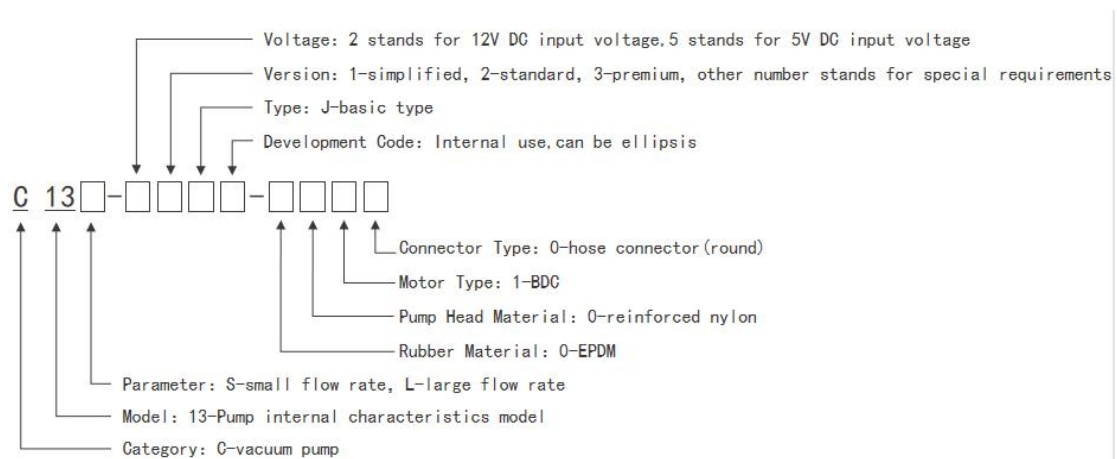 Voltage: 2 stands for 12V DC input voltage,5 stands for 5V DC input voltage
Version: 1-simplified, 2-standard, 3-premium, other number stands for special requirements
Type: J-basic type
Development Code: Internal use,can be ellipsis
C 13□-□□□□-□□□□
Connector Type: 0-hose connector(round)
Motor Type: 1-BDC
Pump Head Material: 0-reinforced nylon
Rubber Material: 0-EPDM
Parameter: S-small flow rate, L-large flow rate
Model: 13-Pump internal characteristics model
Category: C-vacuum pump